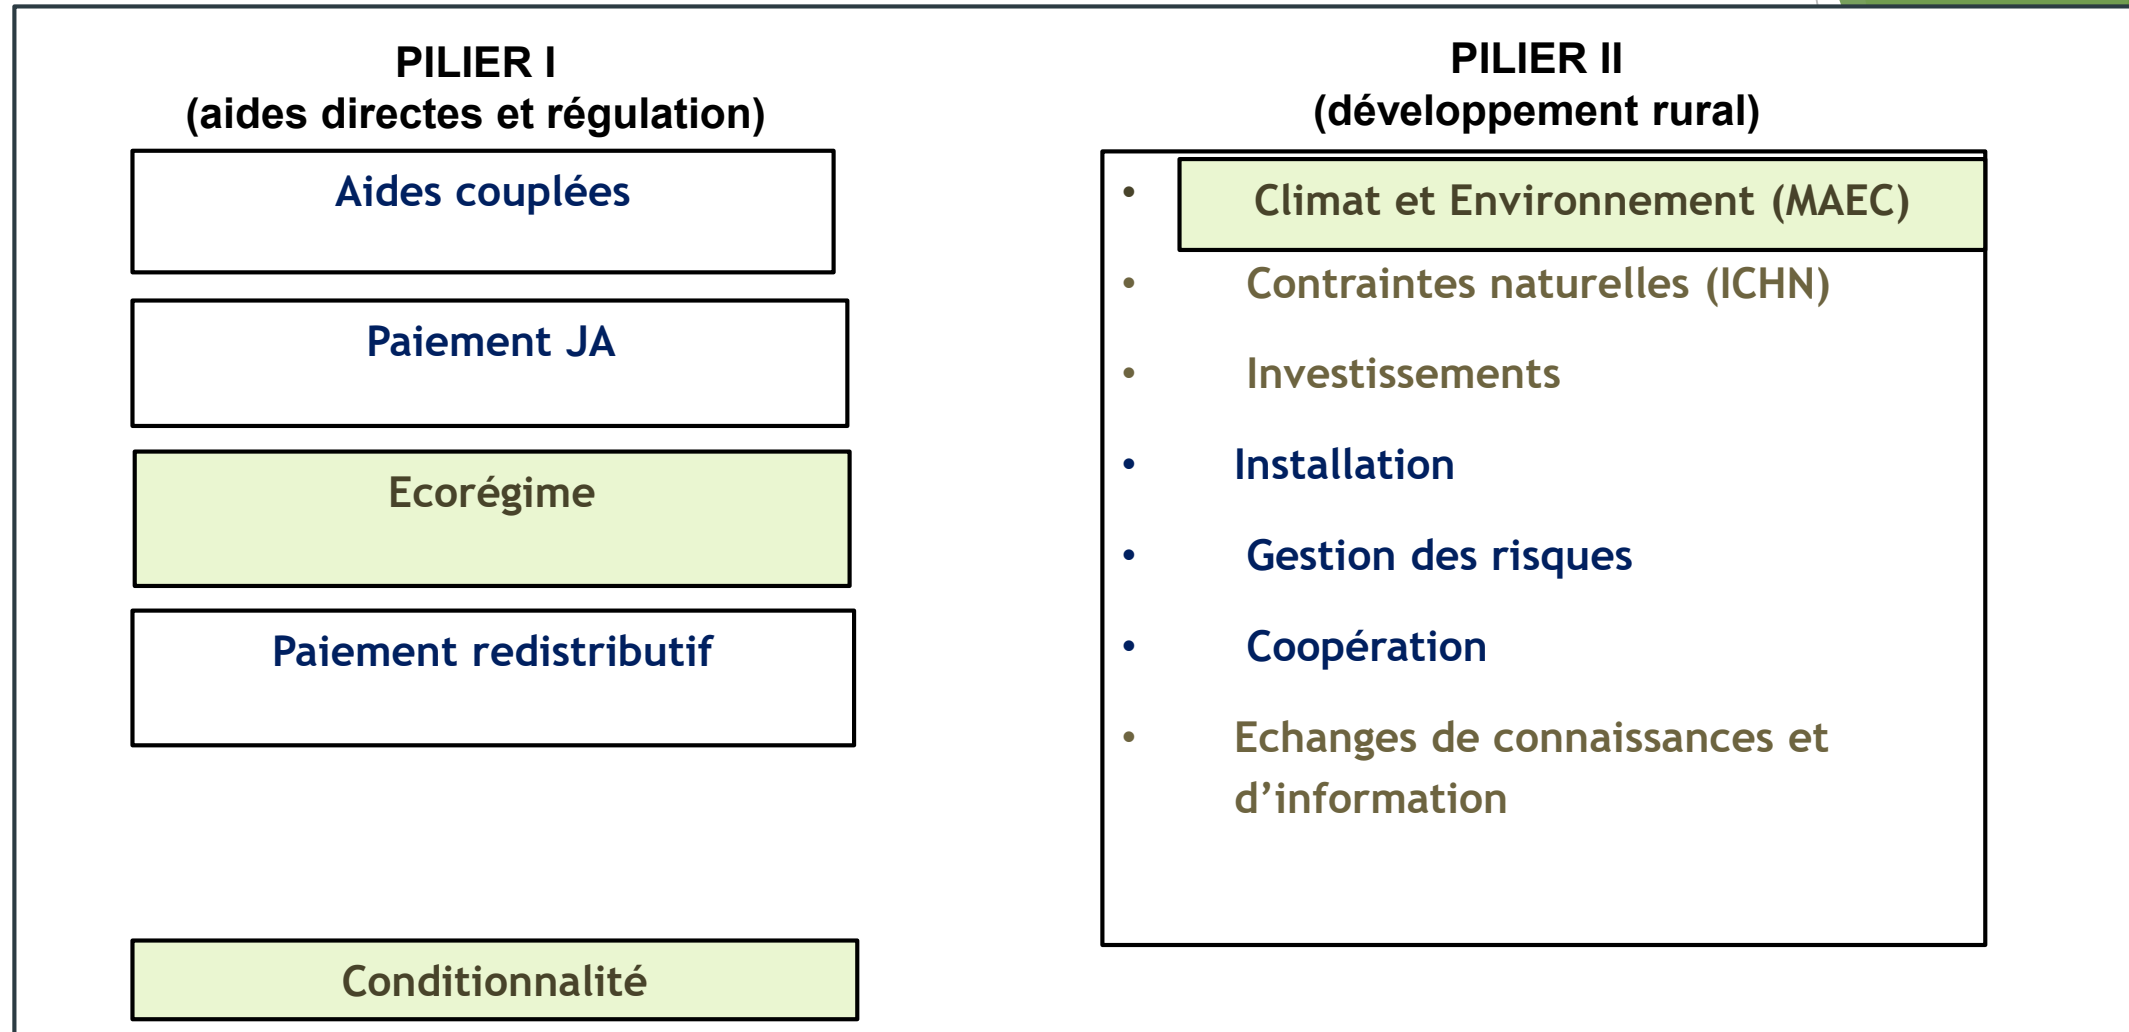 PILIER I
(aides directes et régulation)
Aides couplées
Paiement JA
Ecorégime
Paiement redistributif
Conditionnalité
PILIER II
(développement rural)
• Climat et Environnement (MAEC)
• Contraintes naturelles (ICHN)
• Investissements
• Installation
• Gestion des risques
• Coopération
• Echanges de connaissances et
d’information